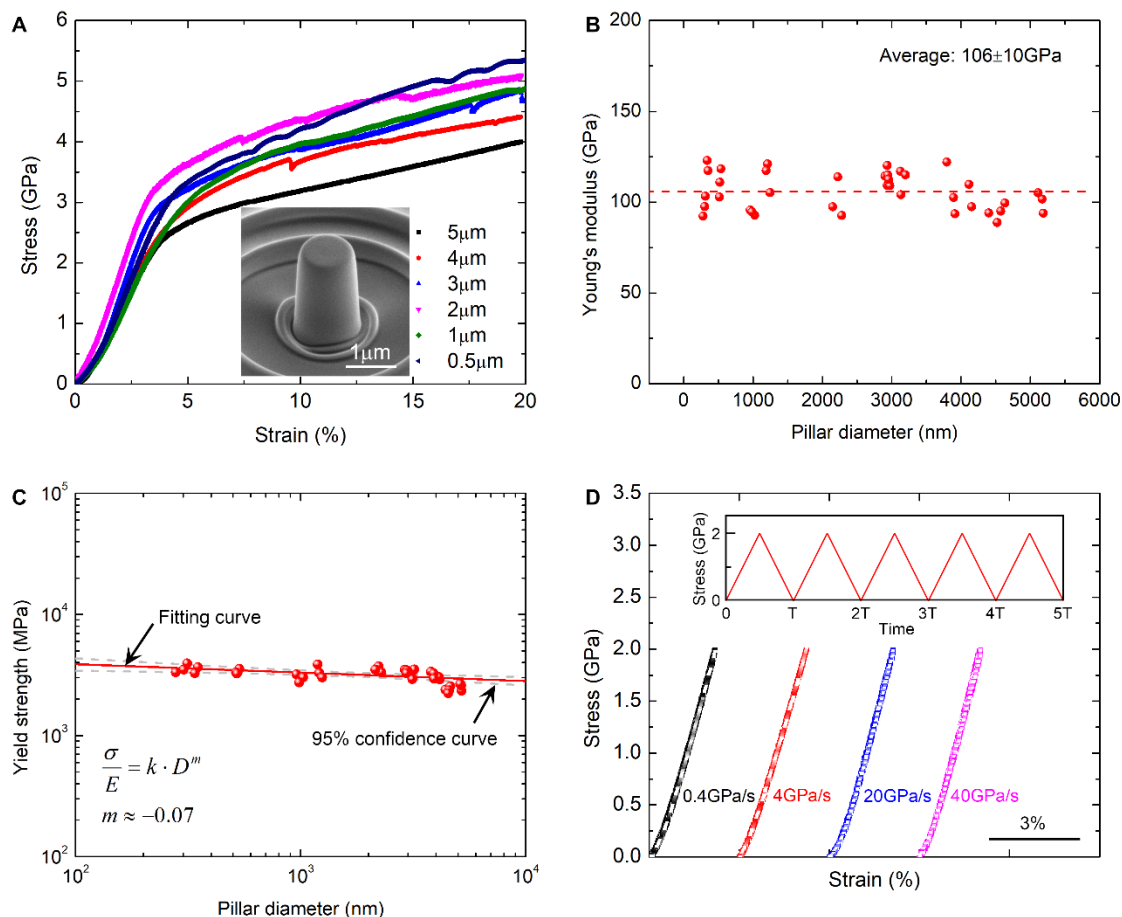 A
6
5
4
3
2
1
0
0
5
10
15
20
Stress (GPa)
Strain (%)
1μm
5μm
4μm
3μm
2μm
1μm
0.5μm
B
200
150
100
50
0
0
1000
2000
3000
4000
5000
6000
Young's modulus (GPa)
Pillar diameter (nm)
Average: 106±10GPa
C
10^5
10^4
10^3
10^2
10^2
10^3
10^4
Yield strength (MPa)
Pillar diameter (nm)
Fitting curve
95% confidence curve
σ/E = k · D^m
m ≈ −0.07
D
3.5
3.0
2.5
2.0
1.5
1.0
0.5
0.0
Stress (GPa)
Strain (%)
Stress (GPa)
2
0
0
T
2T
3T
4T
5T
Time
0.4GPa/s
4GPa/s
20GPa/s
40GPa/s
3%